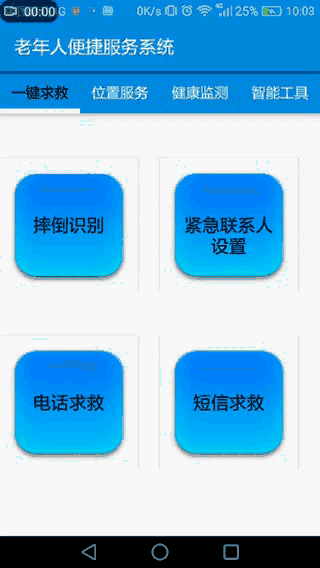 00:00
G
0K/s
4G
25%
10:03
老年人便捷服务系统
一键求救 位置服务 健康监测 智能工具
摔倒识别
紧急联系人
设置
电话求救
短信求救